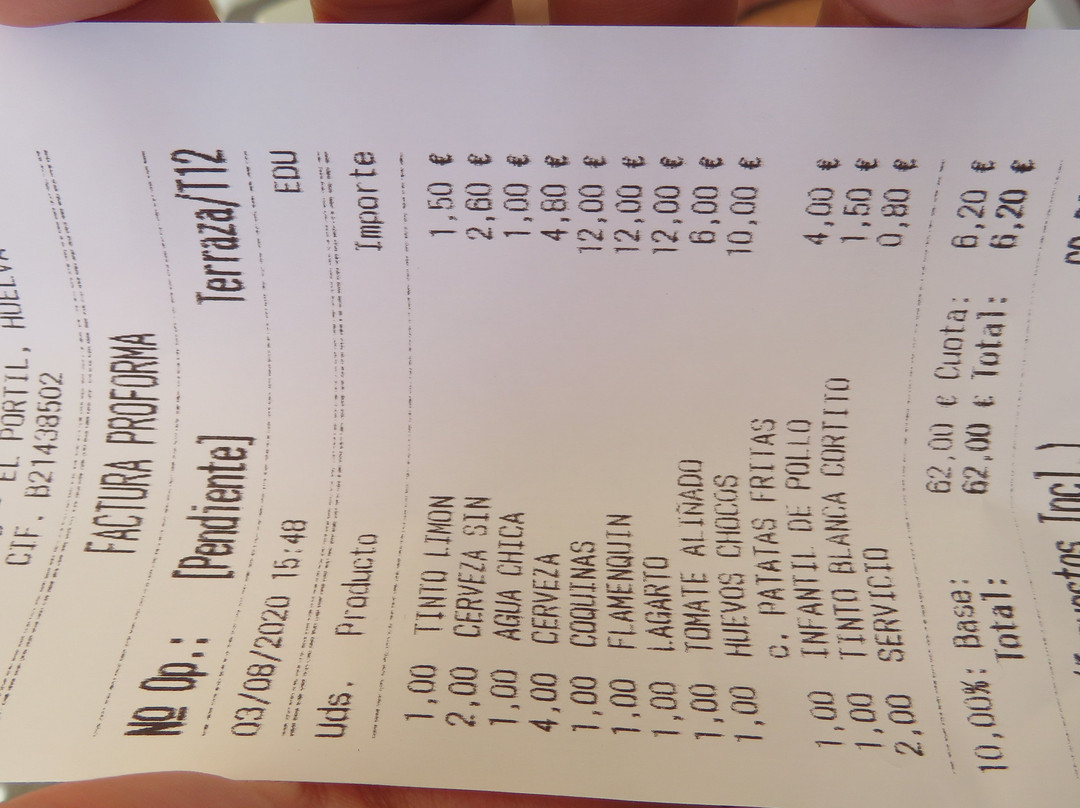 EL PORTIL, HUELVA
CIF. B21438502
FACTURA PROFORMA
Nº Op.: [Pendiente] Terraza/T12
03/08/2020 15:48 EDU
Uds. Producto Importe
1,00 TINTO LIMON 1,50 €
2,00 CERVEZA SIN 2,60 €
1,00 AGUA CHICA 1,00 €
4,00 CERVEZA 4,80 €
1,00 COQUINAS 12,00 €
1,00 FLAMENQUIN 12,00 €
1,00 LAGARTO 12,00 €
1,00 TOMATE ALIÑADO 6,00 €
1,00 HUEVOS CHOCOS 10,00 €
C. PATATAS FRITAS
1,00 INFANTIL DE POLLO 4,00 €
1,00 TINTO BLANCA CORTITO 1,50 €
2,00 SERVICIO 0,80 €
10,00%: Base: 62,00 € Cuota: 6,20 €
Total: 62,00 € Total: 6,20 €
Incl.)